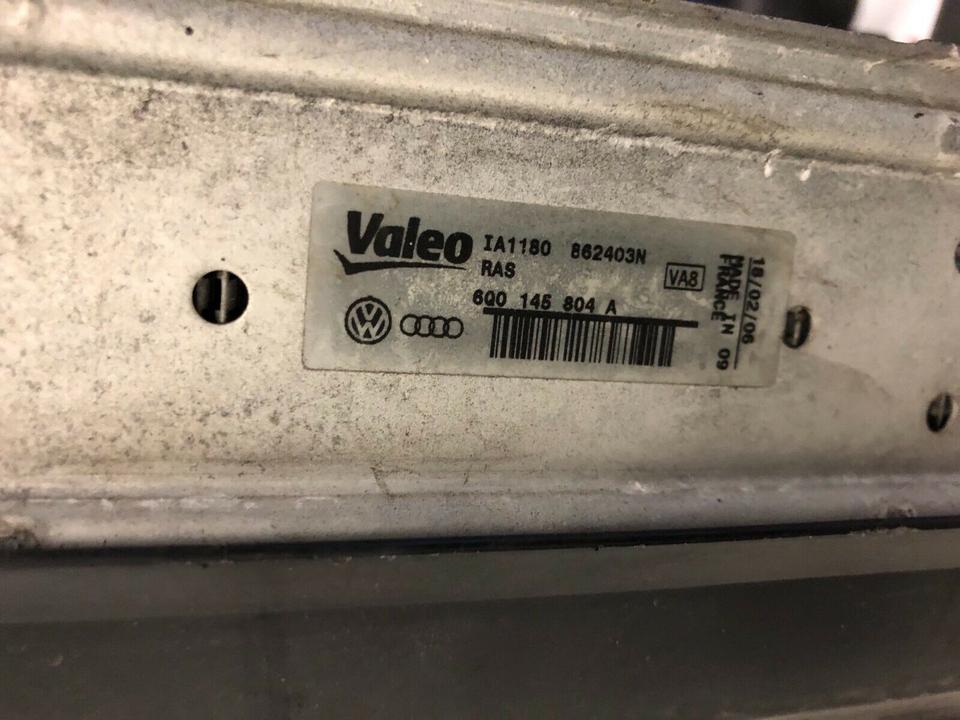 Valeo
IA1180 862403N
RAS
VA8
6Q0 145 804 A
18/02/06
MADE IN 09
FRANCE